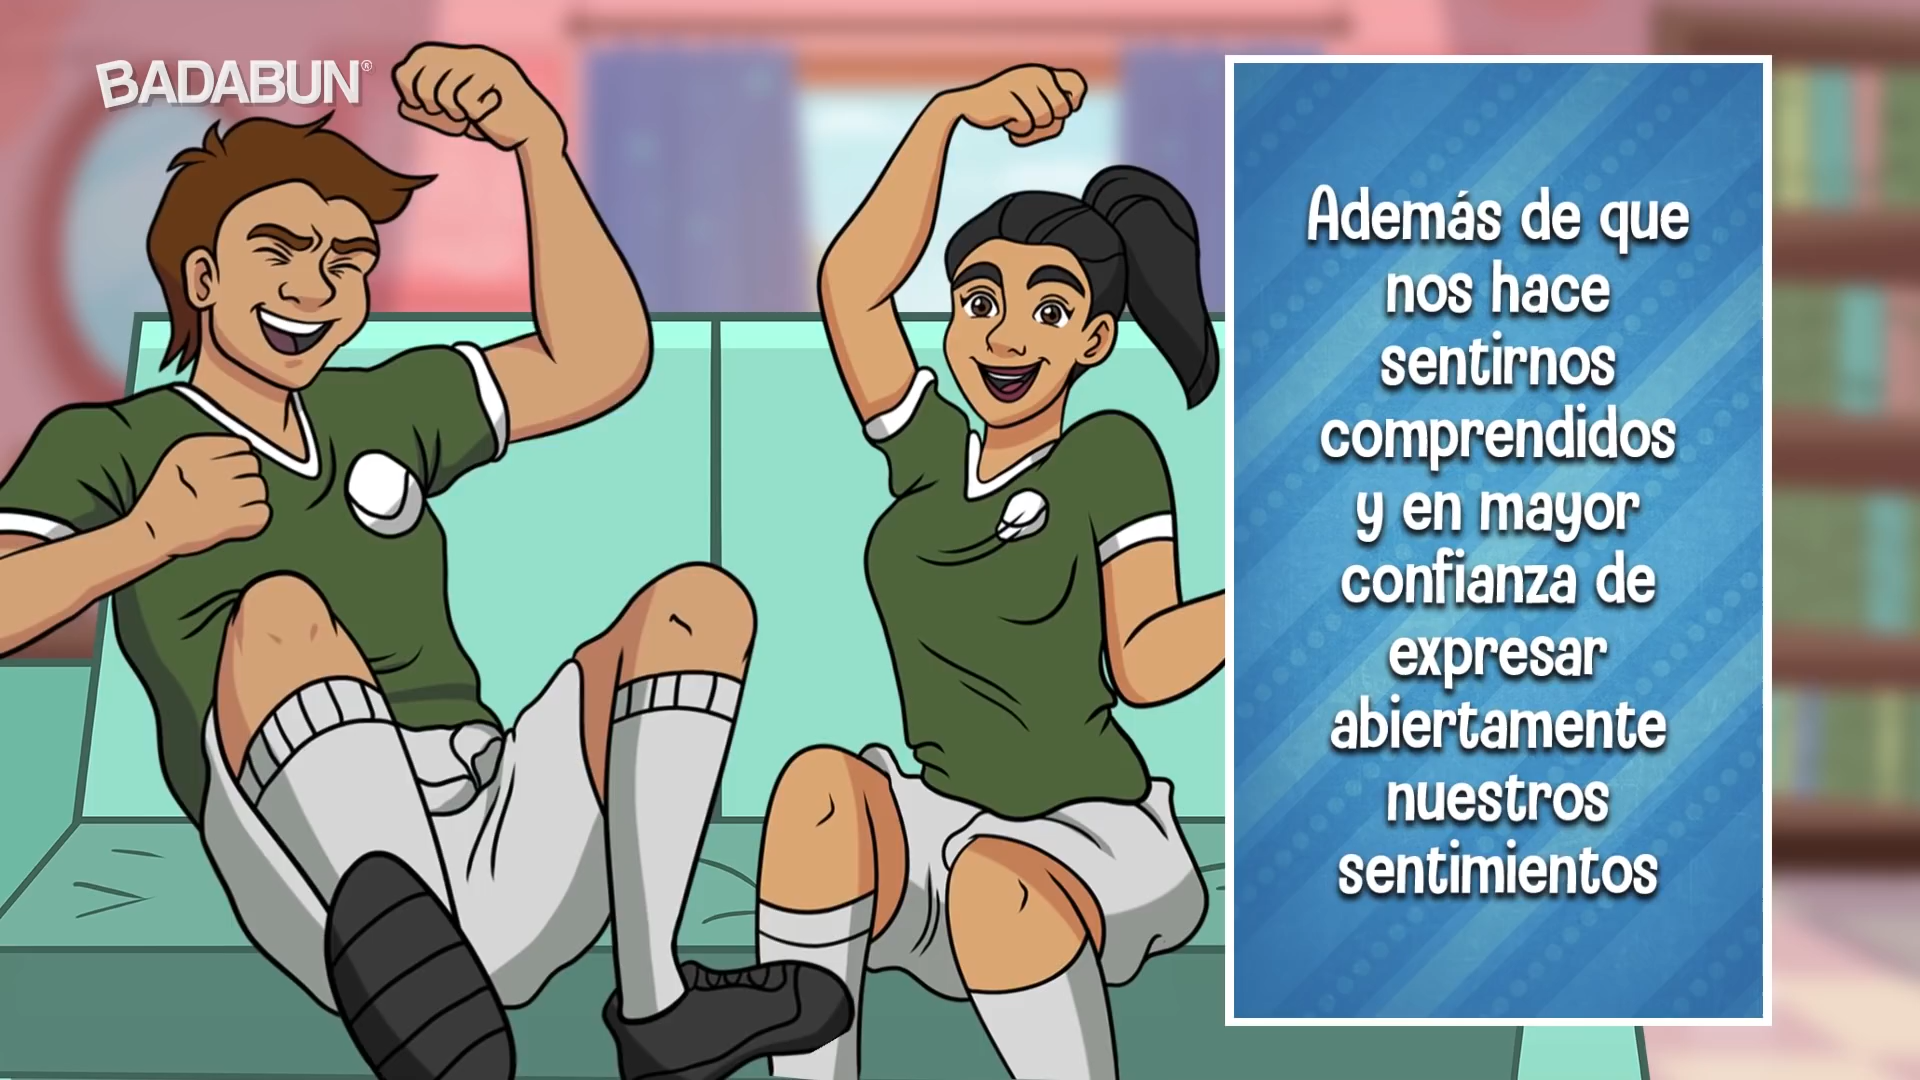 BADABUN®
Además de que
nos hace
sentirnos
comprendidos
y en mayor
confianza de
expresar
abiertamente
nuestros
sentimientos